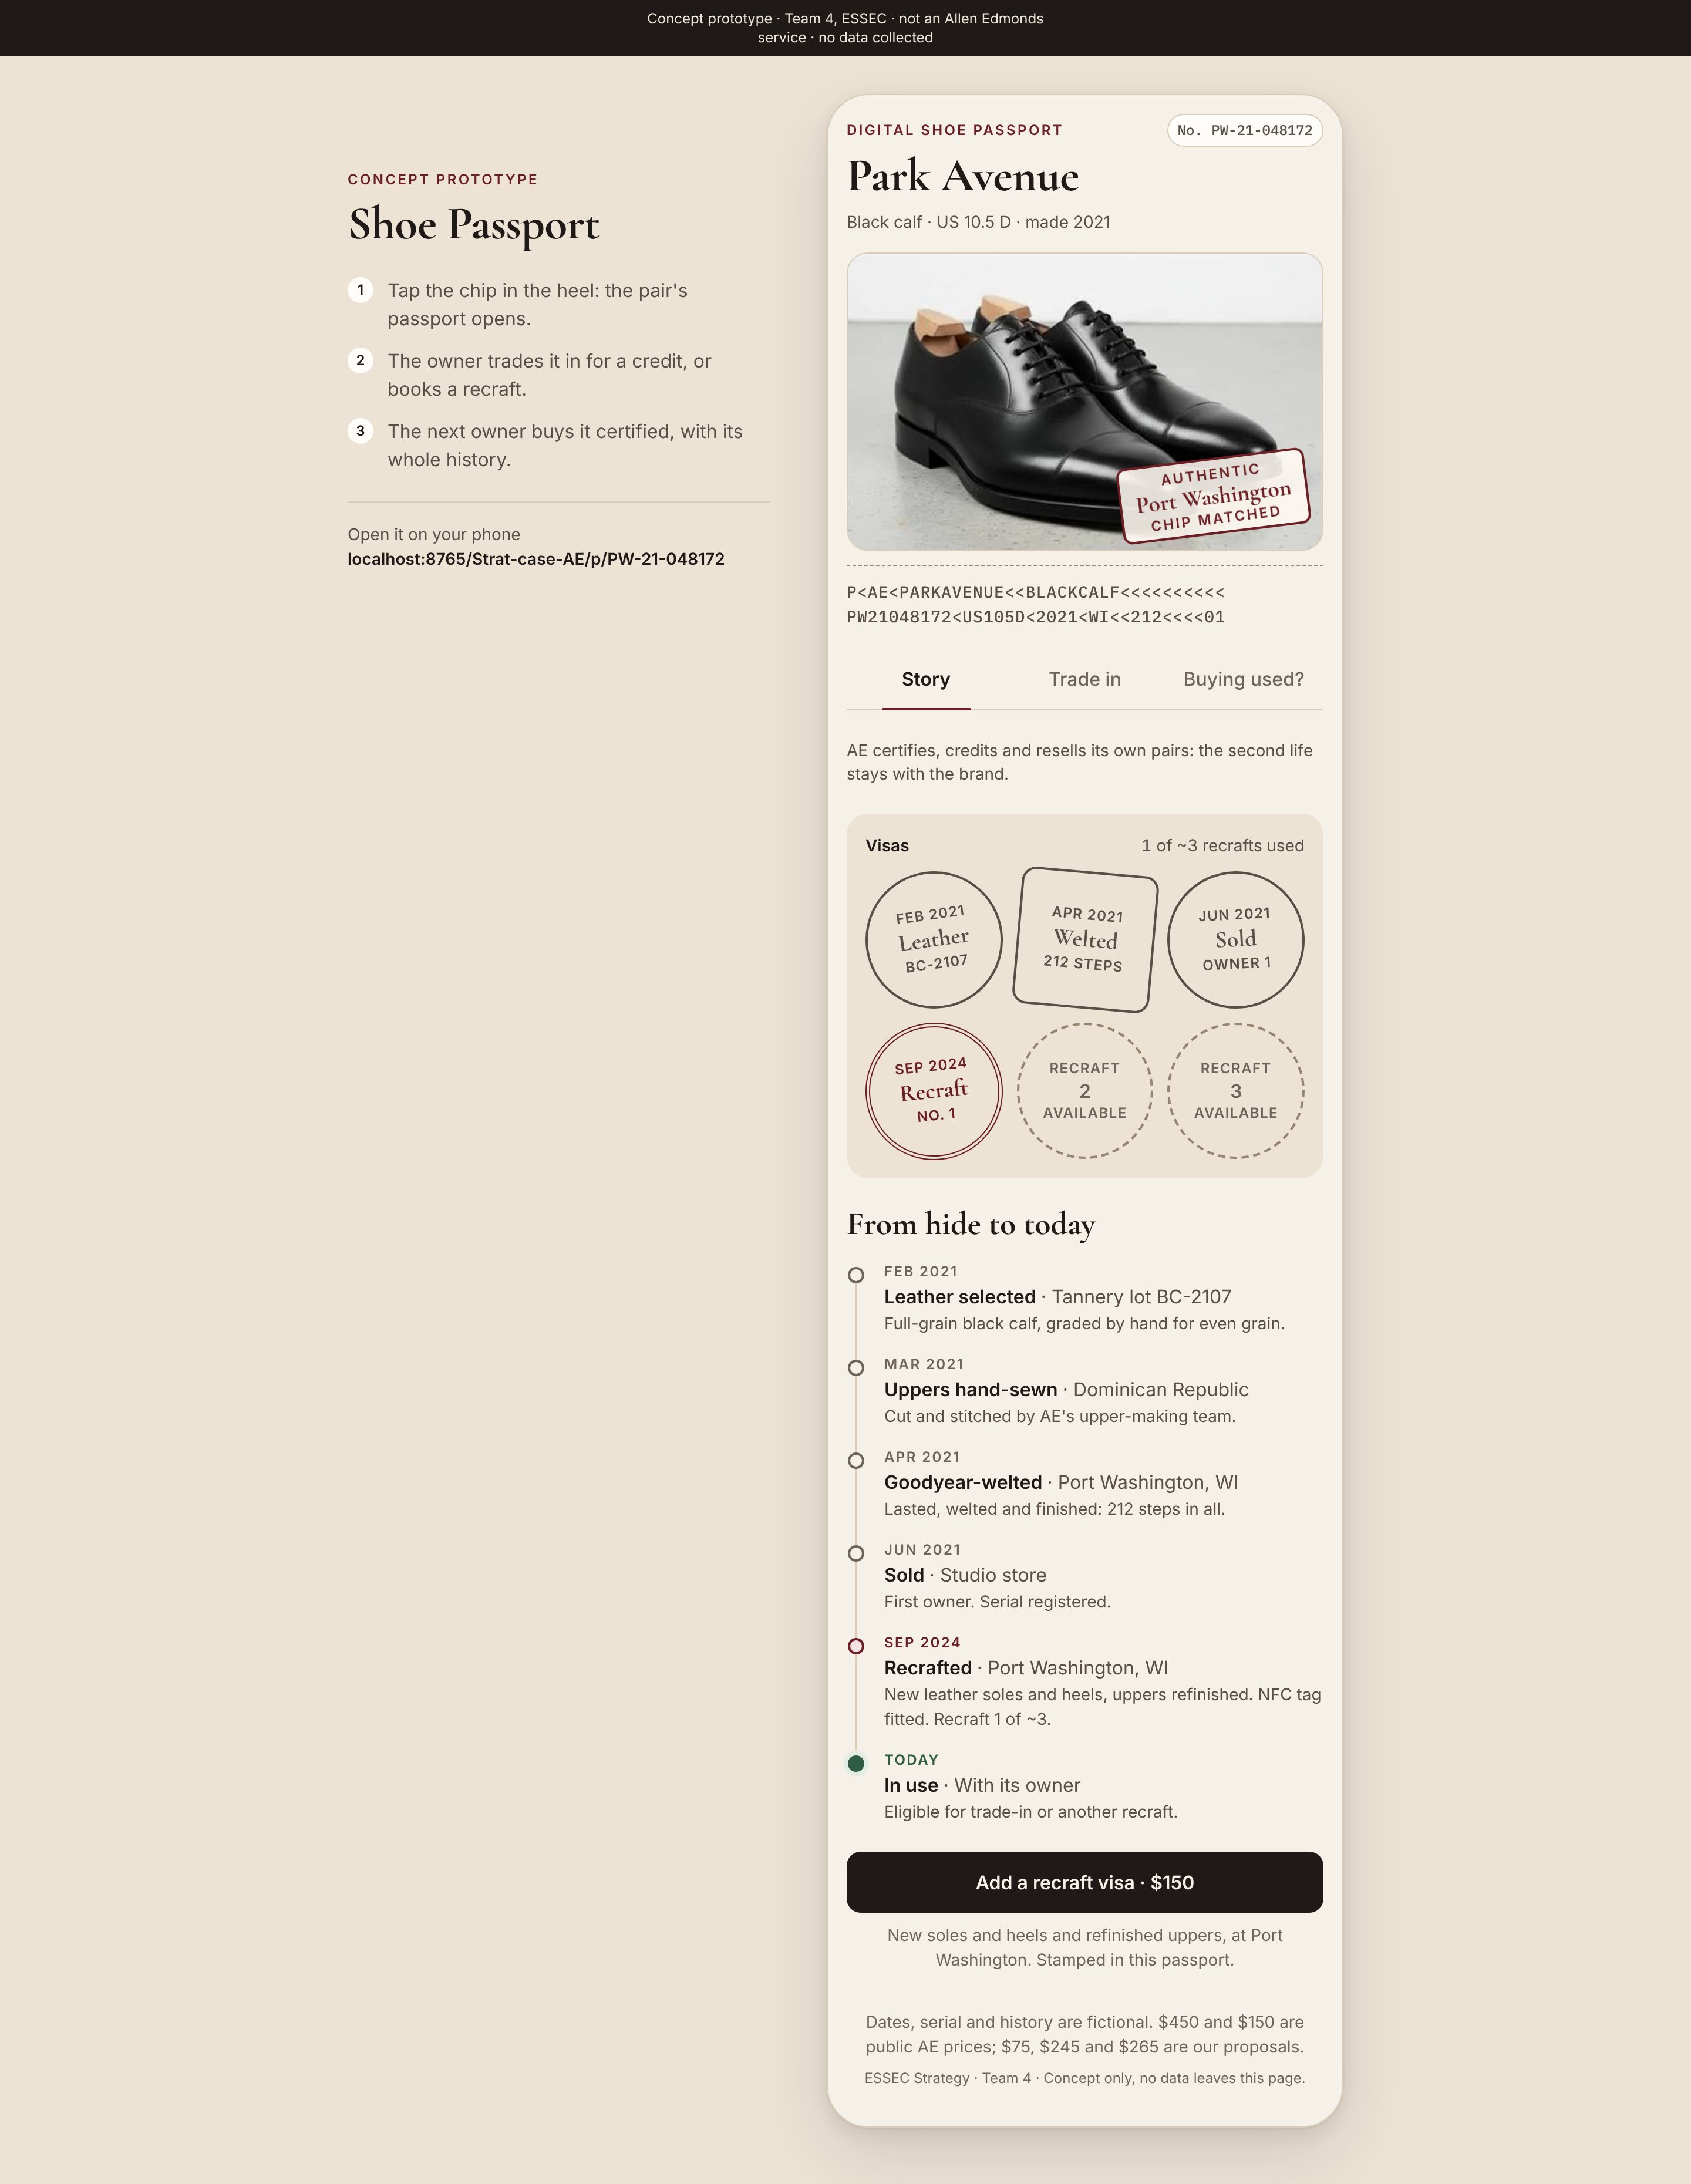 Concept prototype · Team 4, ESSEC · not an Allen Edmonds
service · no data collected
CONCEPT PROTOTYPE
Shoe Passport
1 Tap the chip in the heel: the pair's
passport opens.
2 The owner trades it in for a credit, or
books a recraft.
3 The next owner buys it certified, with its
whole history.
Open it on your phone
localhost:8765/Strat-case-AE/p/PW-21-048172
DIGITAL SHOE PASSPORT
No. PW-21-048172
Park Avenue
Black calf · US 10.5 D · made 2021
AUTHENTIC
Port Washington
CHIP MATCHED
P<AE<PARKAVENUE<<BLACKCALF<<<<<<<<<<
PW21048172<US105D<2021<WI<<212<<<<01
Story
Trade in
Buying used?
AE certifies, credits and resells its own pairs: the second life
stays with the brand.
Visas
1 of ~3 recrafts used
FEB 2021
Leather
BC-2107
APR 2021
Welted
212 STEPS
JUN 2021
Sold
OWNER 1
SEP 2024
Recraft
NO. 1
RECRAFT
2
AVAILABLE
RECRAFT
3
AVAILABLE
From hide to today
FEB 2021
Leather selected · Tannery lot BC-2107
Full-grain black calf, graded by hand for even grain.
MAR 2021
Uppers hand-sewn · Dominican Republic
Cut and stitched by AE's upper-making team.
APR 2021
Goodyear-welted · Port Washington, WI
Lasted, welted and finished: 212 steps in all.
JUN 2021
Sold · Studio store
First owner. Serial registered.
SEP 2024
Recrafted · Port Washington, WI
New leather soles and heels, uppers refinished. NFC tag
fitted. Recraft 1 of ~3.
TODAY
In use · With its owner
Eligible for trade-in or another recraft.
Add a recraft visa · $150
New soles and heels and refinished uppers, at Port
Washington. Stamped in this passport.
Dates, serial and history are fictional. $450 and $150 are
public AE prices; $75, $245 and $265 are our proposals.
ESSEC Strategy · Team 4 · Concept only, no data leaves this page.